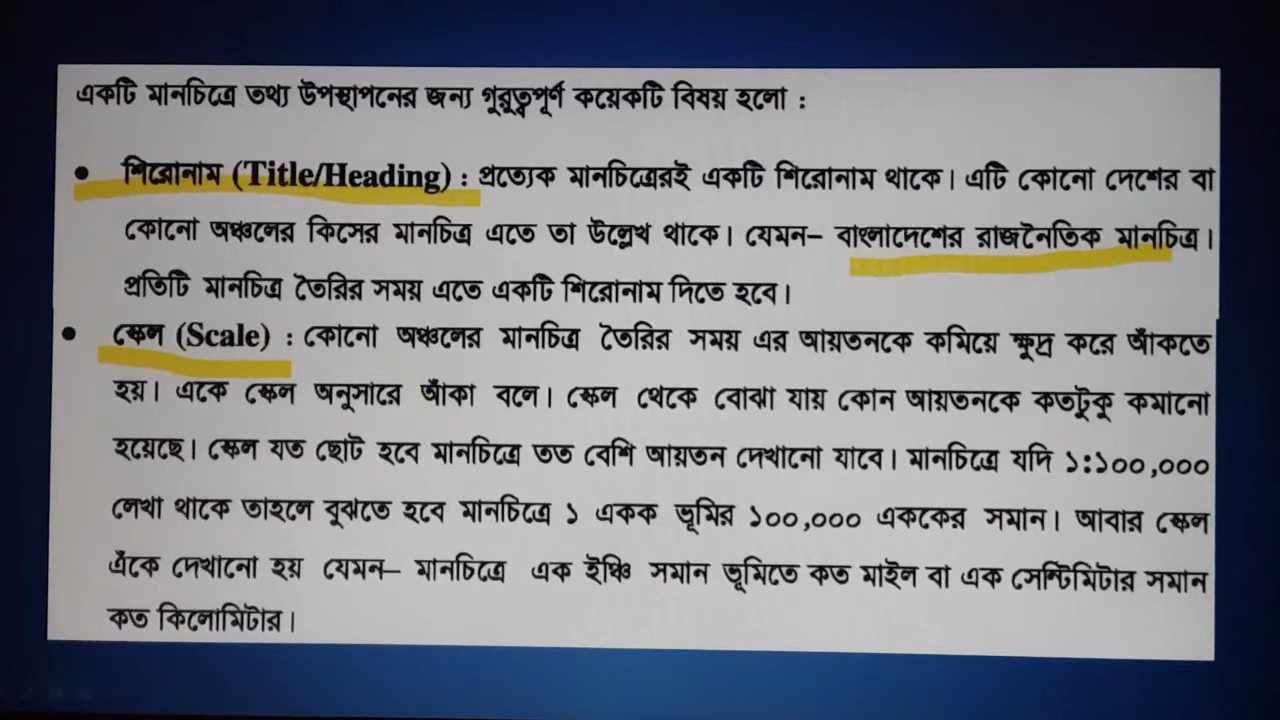 একটি মানচিত্রে তথ্য উপস্থাপনের জন্য গুরুত্বপূর্ণ কয়েকটি বিষয় হলো :
• শিরোনাম (Title/Heading) : প্রত্যেক মানচিত্রেরই একটি শিরোনাম থাকে। এটি কোনো দেশের বা
কোনো অঞ্চলের কিসের মানচিত্র এতে তা উল্লেখ থাকে। যেমন– বাংলাদেশের রাজনৈতিক মানচিত্র।
প্রতিটি মানচিত্র তৈরির সময় এতে একটি শিরোনাম দিতে হবে।
• স্কেল (Scale) : কোনো অঞ্চলের মানচিত্র তৈরির সময় এর আয়তনকে কমিয়ে ক্ষুদ্র করে আঁকতে
হয়। একে স্কেল অনুসারে আঁকা বলে। স্কেল থেকে বোঝা যায় কোন আয়তনকে কতটুকু কমানো
হয়েছে। স্কেল যত ছোট হবে মানচিত্রে তত বেশি আয়তন দেখানো যাবে। মানচিত্রে যদি ১:১০০,০০০
লেখা থাকে তাহলে বুঝতে হবে মানচিত্রে ১ একক ভূমির ১০০,০০০ এককের সমান। আবার স্কেল
এঁকে দেখানো হয় যেমন– মানচিত্রে এক ইঞ্চি সমান ভূমিতে কত মাইল বা এক সেন্টিমিটার সমান
কত কিলোমিটার।